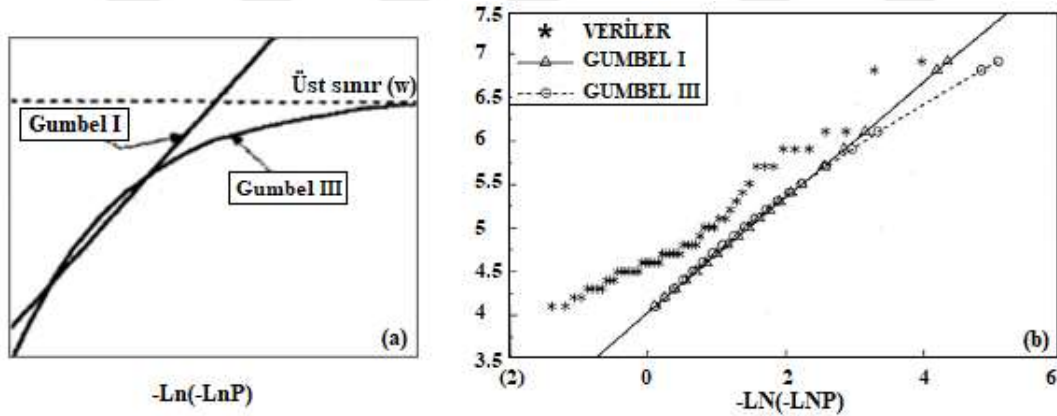 Üst sınır (w)
Gumbel I
Gumbel III
(a)
-Ln(-LnP)
7.5
7
6.5
6
5.5
5
4.5
4
3.5
VERİLER
GUMBEL I
GUMBEL III
(b)
(2)
0
2
4
6
-LN(-LNP)